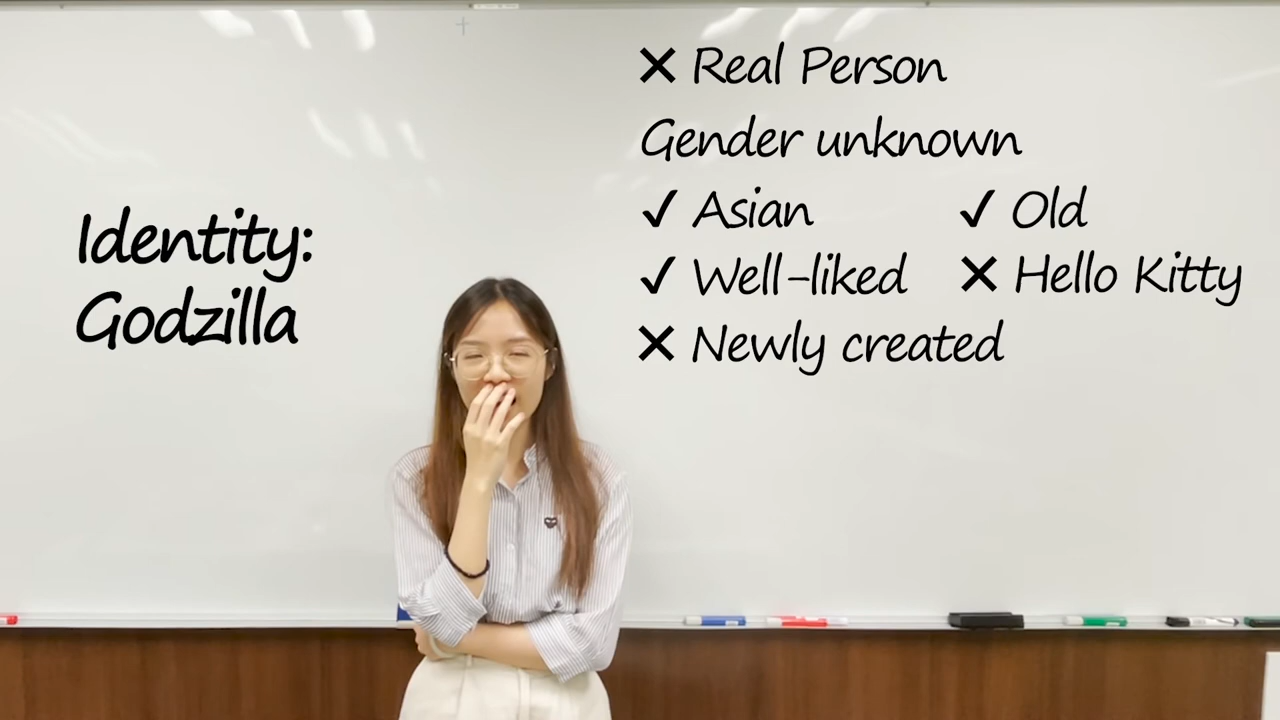 Identity:
Godzilla
✕ Real Person
Gender unknown
✓ Asian ✓ Old
✓ Well-liked ✕ Hello Kitty
✕ Newly created